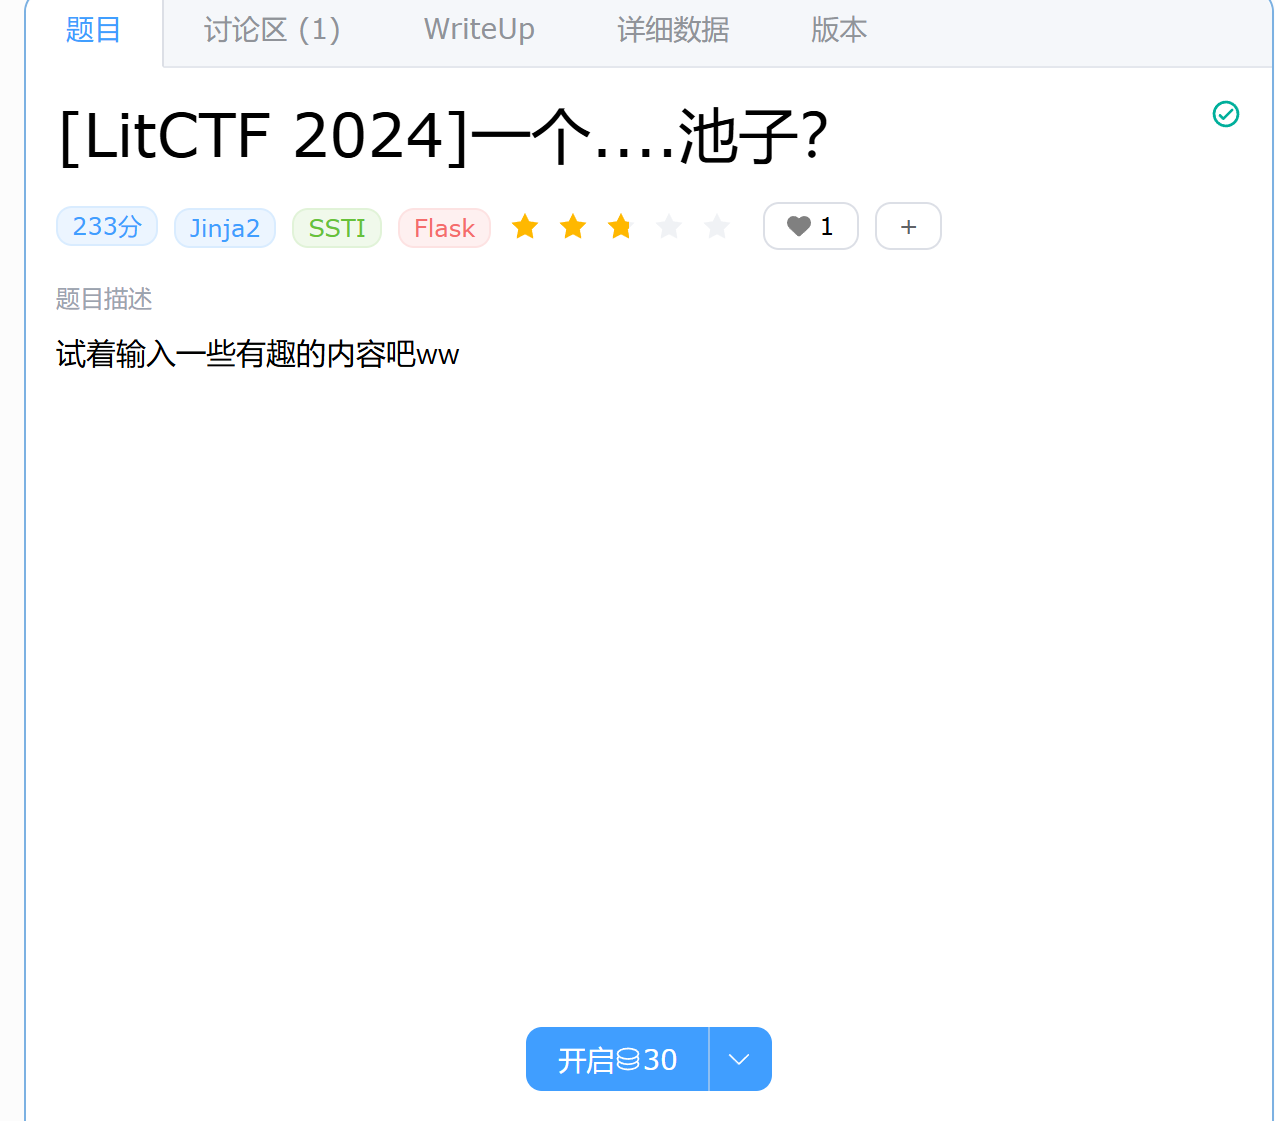 题目 讨论区 (1) WriteUp 详细数据 版本
[LitCTF 2024]一个....池子?
233分 Jinja2 SSTI Flask 1 +
题目描述
试着输入一些有趣的内容吧ww
开启30